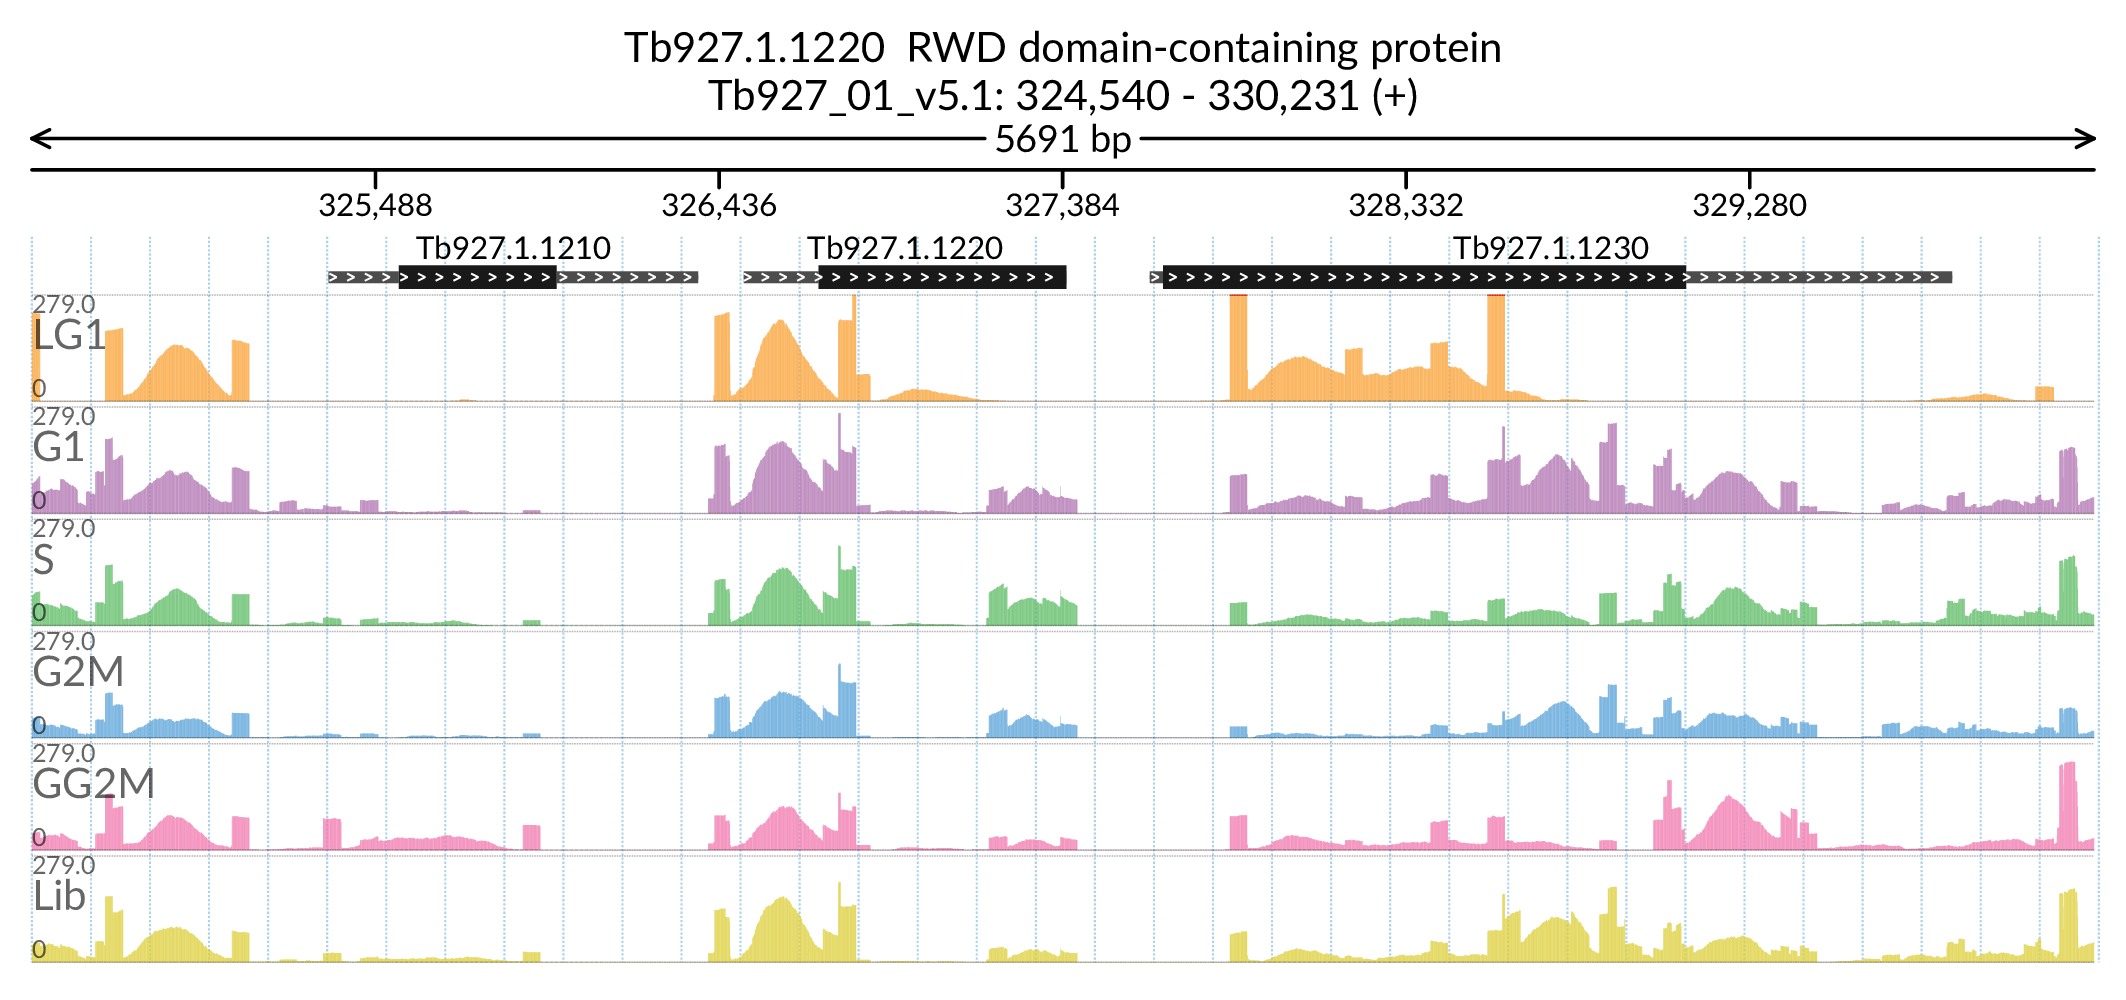 Tb927.1.1220 RWD domain-containing protein
Tb927_01_v5.1: 324,540 - 330,231 (+)
5691 bp
325,488 326,436 327,384 328,332 329,280
Tb927.1.1210 Tb927.1.1220 Tb927.1.1230
279.0
LG1
0
279.0
G1
0
279.0
S
0
279.0
G2M
0
279.0
GG2M
0
279.0
Lib
0